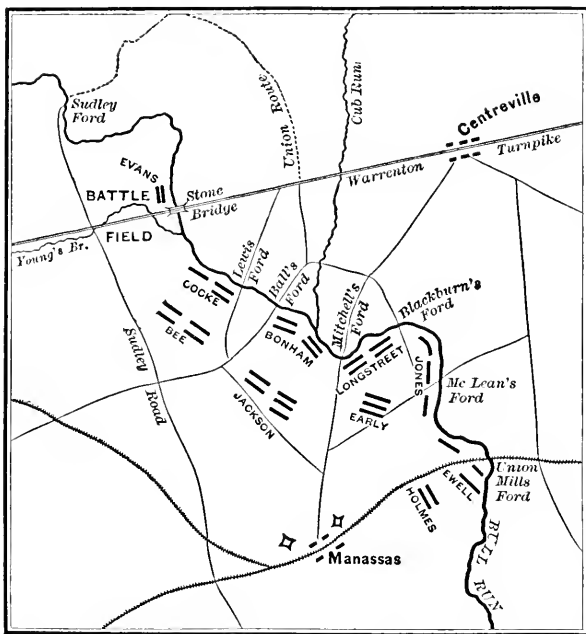 Sudley
Ford
Union Route
Cub Run
Centreville
EVANS
Warrenton Turnpike
BATTLE
FIELD
Stone
Bridge
Young's Br.
COCKE
Lewis
Ford
Ball's
Ford
Mitchell's
Ford
Blackburn's
Ford
BEE
BONHAM
LONGSTREET
JONES
Mc Lean's
Ford
Sudley
Road
JACKSON
EARLY
Union
Mills
Ford
EWELL
HOLMES
Manassas
BULL RUN